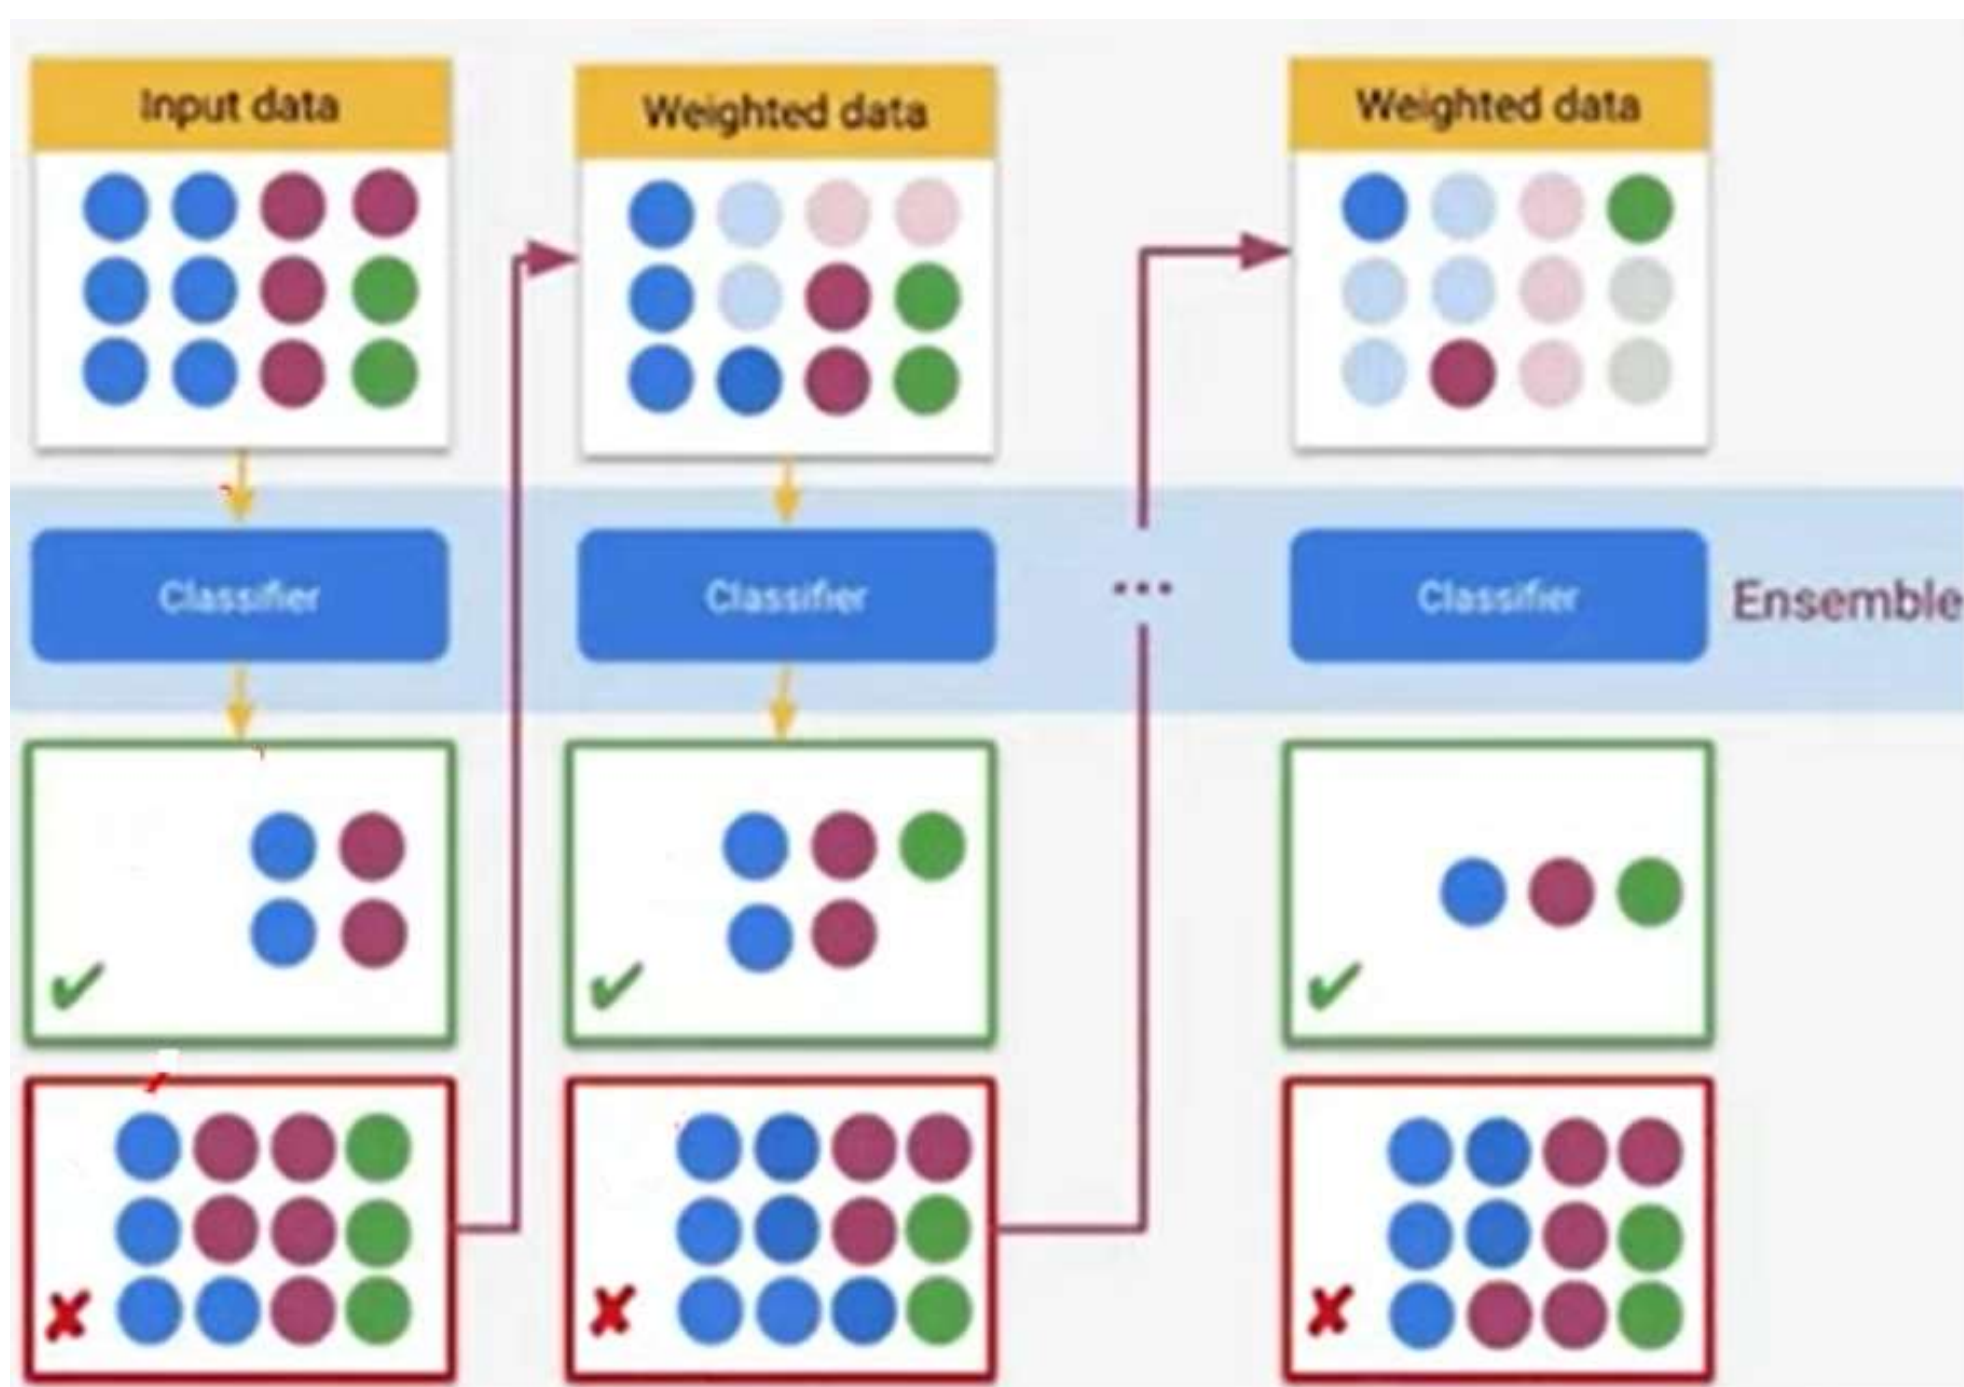 Input data
Weighted data
Weighted data
Classifier
Classifier
...
Classifier
Ensemble